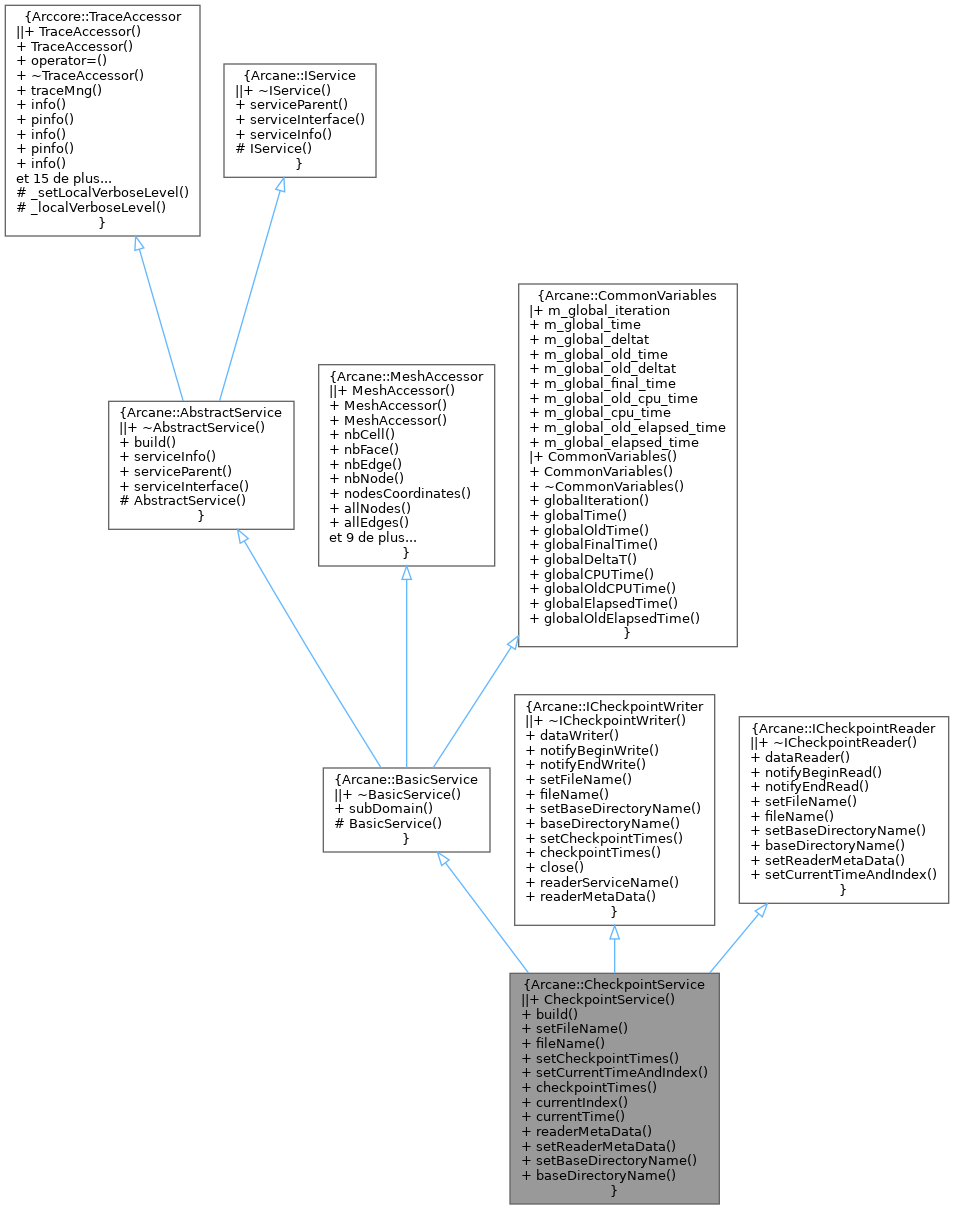 {Arccore::TraceAccessor
||+ TraceAccessor()
+ TraceAccessor()
+ operator=()
+ ~TraceAccessor()
+ traceMng()
+ info()
+ pinfo()
+ info()
+ pinfo()
+ info()
et 15 de plus...
# _setLocalVerboseLevel()
# _localVerboseLevel()
}
{Arcane::IService
||+ ~IService()
+ serviceParent()
+ serviceInterface()
+ serviceInfo()
# IService()
}
{Arcane::CommonVariables
|+ m_global_iteration
+ m_global_time
+ m_global_deltat
+ m_global_old_time
+ m_global_old_deltat
+ m_global_final_time
+ m_global_old_cpu_time
+ m_global_cpu_time
+ m_global_old_elapsed_time
+ m_global_elapsed_time
|+ CommonVariables()
+ CommonVariables()
+ ~CommonVariables()
+ globalIteration()
+ globalTime()
+ globalOldTime()
+ globalFinalTime()
+ globalDeltaT()
+ globalCPUTime()
+ globalOldCPUTime()
+ globalElapsedTime()
+ globalOldElapsedTime()
}
{Arcane::MeshAccessor
||+ MeshAccessor()
+ MeshAccessor()
+ MeshAccessor()
+ nbCell()
+ nbFace()
+ nbEdge()
+ nbNode()
+ nodesCoordinates()
+ allNodes()
+ allEdges()
et 9 de plus...
}
{Arcane::AbstractService
||+ ~AbstractService()
+ build()
+ serviceInfo()
+ serviceParent()
+ serviceInterface()
# AbstractService()
}
{Arcane::BasicService
||+ ~BasicService()
+ subDomain()
# BasicService()
}
{Arcane::ICheckpointWriter
||+ ~ICheckpointWriter()
+ dataWriter()
+ notifyBeginWrite()
+ notifyEndWrite()
+ setFileName()
+ fileName()
+ setBaseDirectoryName()
+ baseDirectoryName()
+ setCheckpointTimes()
+ checkpointTimes()
+ close()
+ readerServiceName()
+ readerMetaData()
}
{Arcane::ICheckpointReader
||+ ~ICheckpointReader()
+ dataReader()
+ notifyBeginRead()
+ notifyEndRead()
+ setFileName()
+ fileName()
+ setBaseDirectoryName()
+ baseDirectoryName()
+ setReaderMetaData()
+ setCurrentTimeAndIndex()
}
{Arcane::CheckpointService
||+ CheckpointService()
+ build()
+ setFileName()
+ fileName()
+ setCheckpointTimes()
+ setCurrentTimeAndIndex()
+ checkpointTimes()
+ currentIndex()
+ currentTime()
+ readerMetaData()
+ setReaderMetaData()
+ setBaseDirectoryName()
+ baseDirectoryName()
}